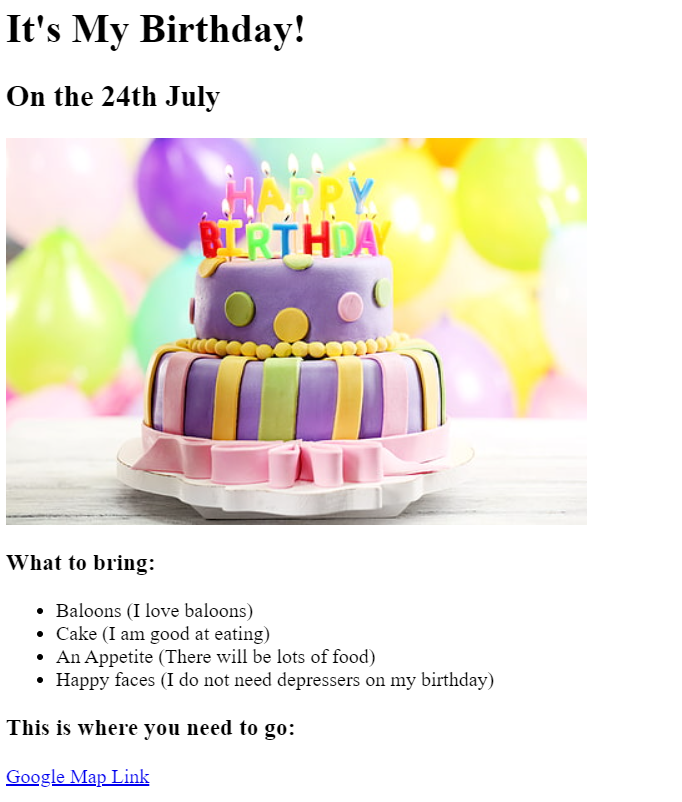 It's My Birthday!
On the 24th July
HAPPY
BIRTHDAY
What to bring:
Baloons (I love baloons)
Cake (I am good at eating)
An Appetite (There will be lots of food)
Happy faces (I do not need depressers on my birthday)
This is where you need to go:
Google Map Link